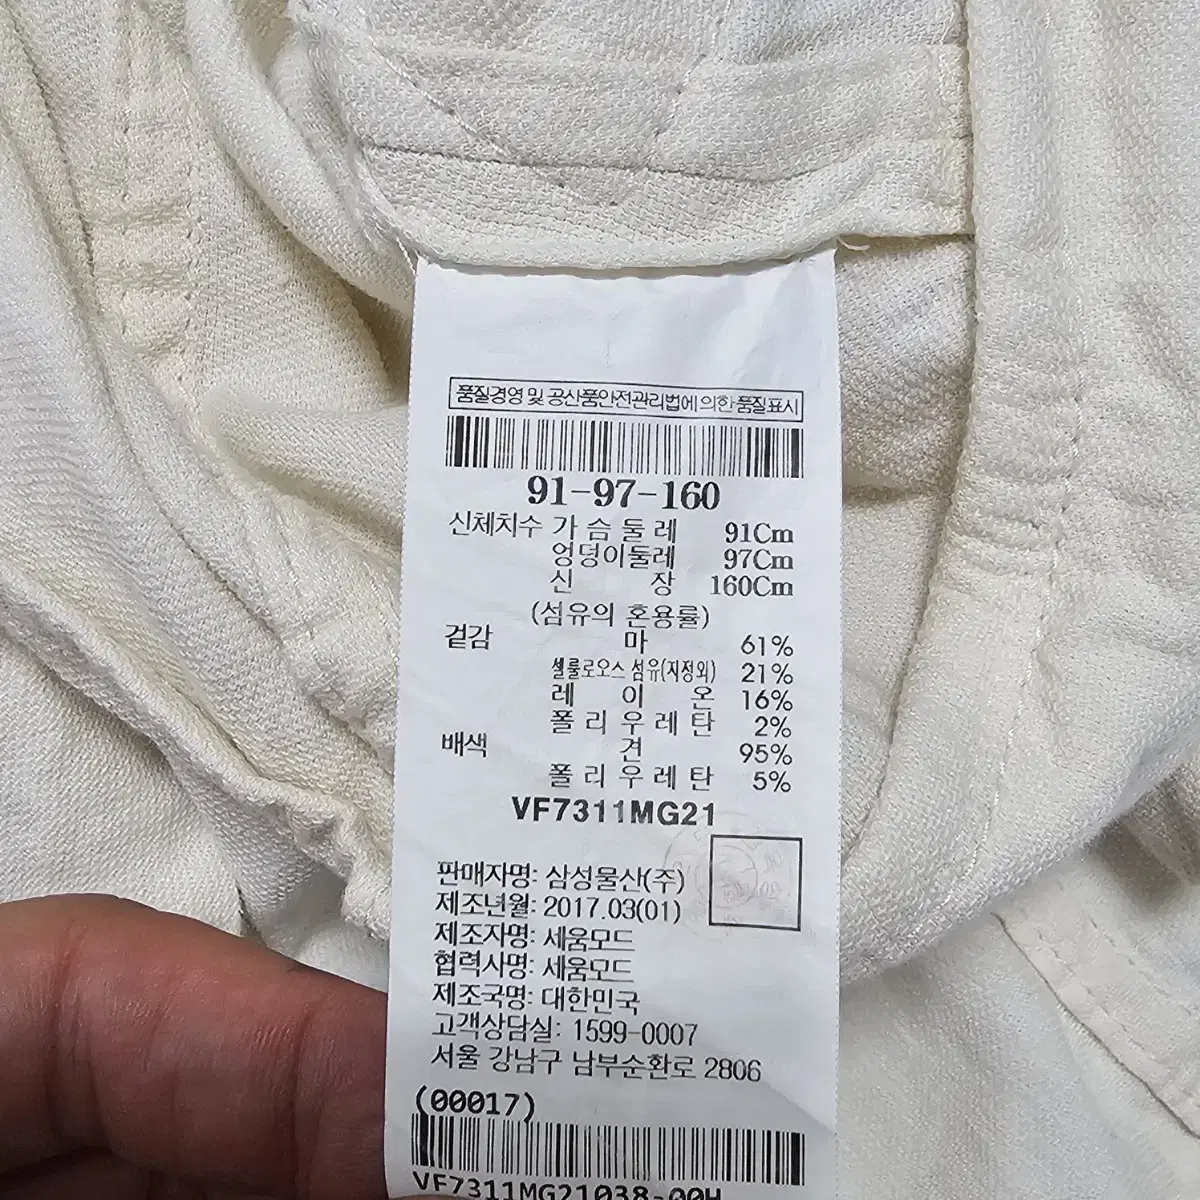 품질경영 및 공산품안전관리법에 의한 품질표시
91-97-160
신체치수 가슴둘레 91Cm
엉덩이둘레 97Cm
신장 160Cm
(섬유의 혼용률)
겉감 마 61%
셀룰로오스 섬유(지정외) 21%
레이온 16%
폴리우레탄 2%
배색 견 95%
폴리우레탄 5%
VF7311MG21
판매자명: 삼성물산(주)
제조년월: 2017.03(01)
제조자명: 세움모드
협력사명: 세움모드
제조국명: 대한민국
고객상담실: 1599-0007
서울 강남구 남부순환로 2806
(00017)
VF7311MG21038-00H